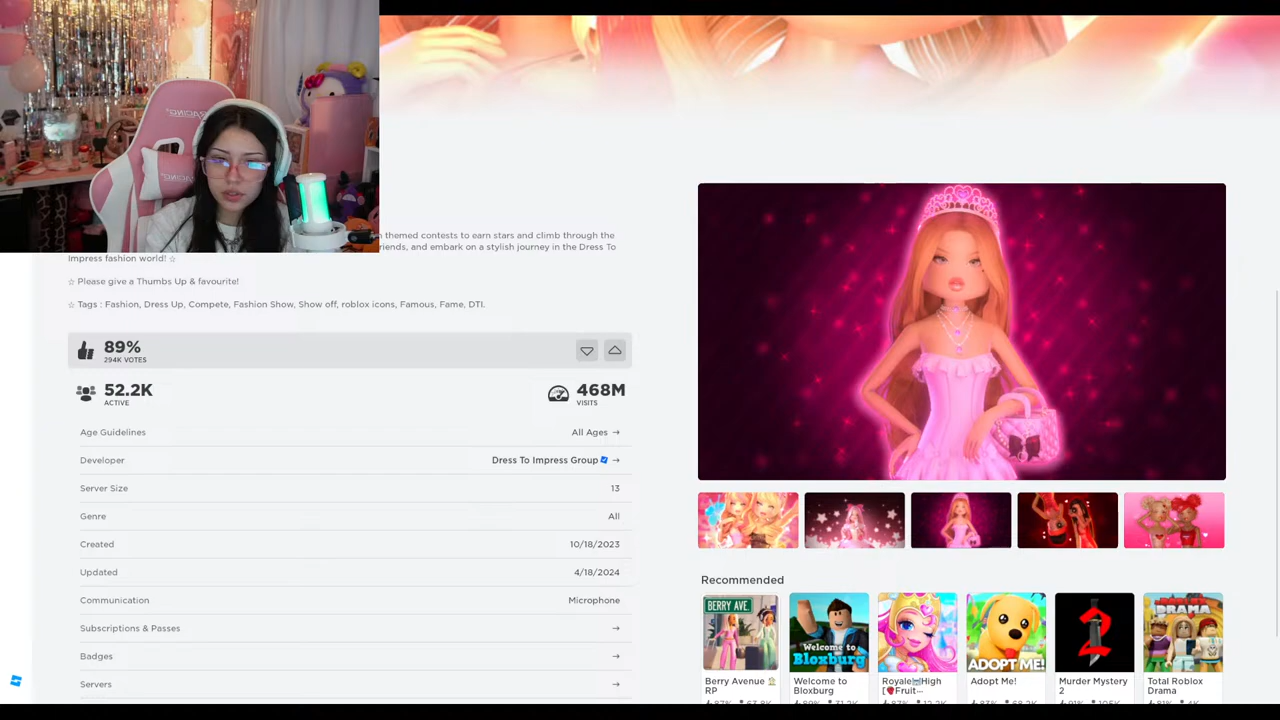 n themed contests to earn stars and climb through the
riends, and embark on a stylish journey in the Dress To
Impress fashion world! ☆
☆ Please give a Thumbs Up & favourite!
☆ Tags : Fashion, Dress Up, Compete, Fashion Show, Show off, roblox icons, Famous, Fame, DTI.
89%
294K VOTES
52.2K
ACTIVE
468M
VISITS
Age Guidelines
All Ages →
Developer
Dress To Impress Group →
Server Size
13
Genre
All
Created
10/18/2023
Updated
4/18/2024
Communication
Microphone
Subscriptions & Passes →
Badges →
Servers →
Recommended
BERRY AVE.
Welcome to
Bloxburg
ADOPT ME!
2
ROBLOX
DRAMA
Berry Avenue 🏠
RP
Welcome to
Bloxburg
Royale High
[🍓Fruit...
Adopt Me!
Murder Mystery
2
Total Roblox
Drama